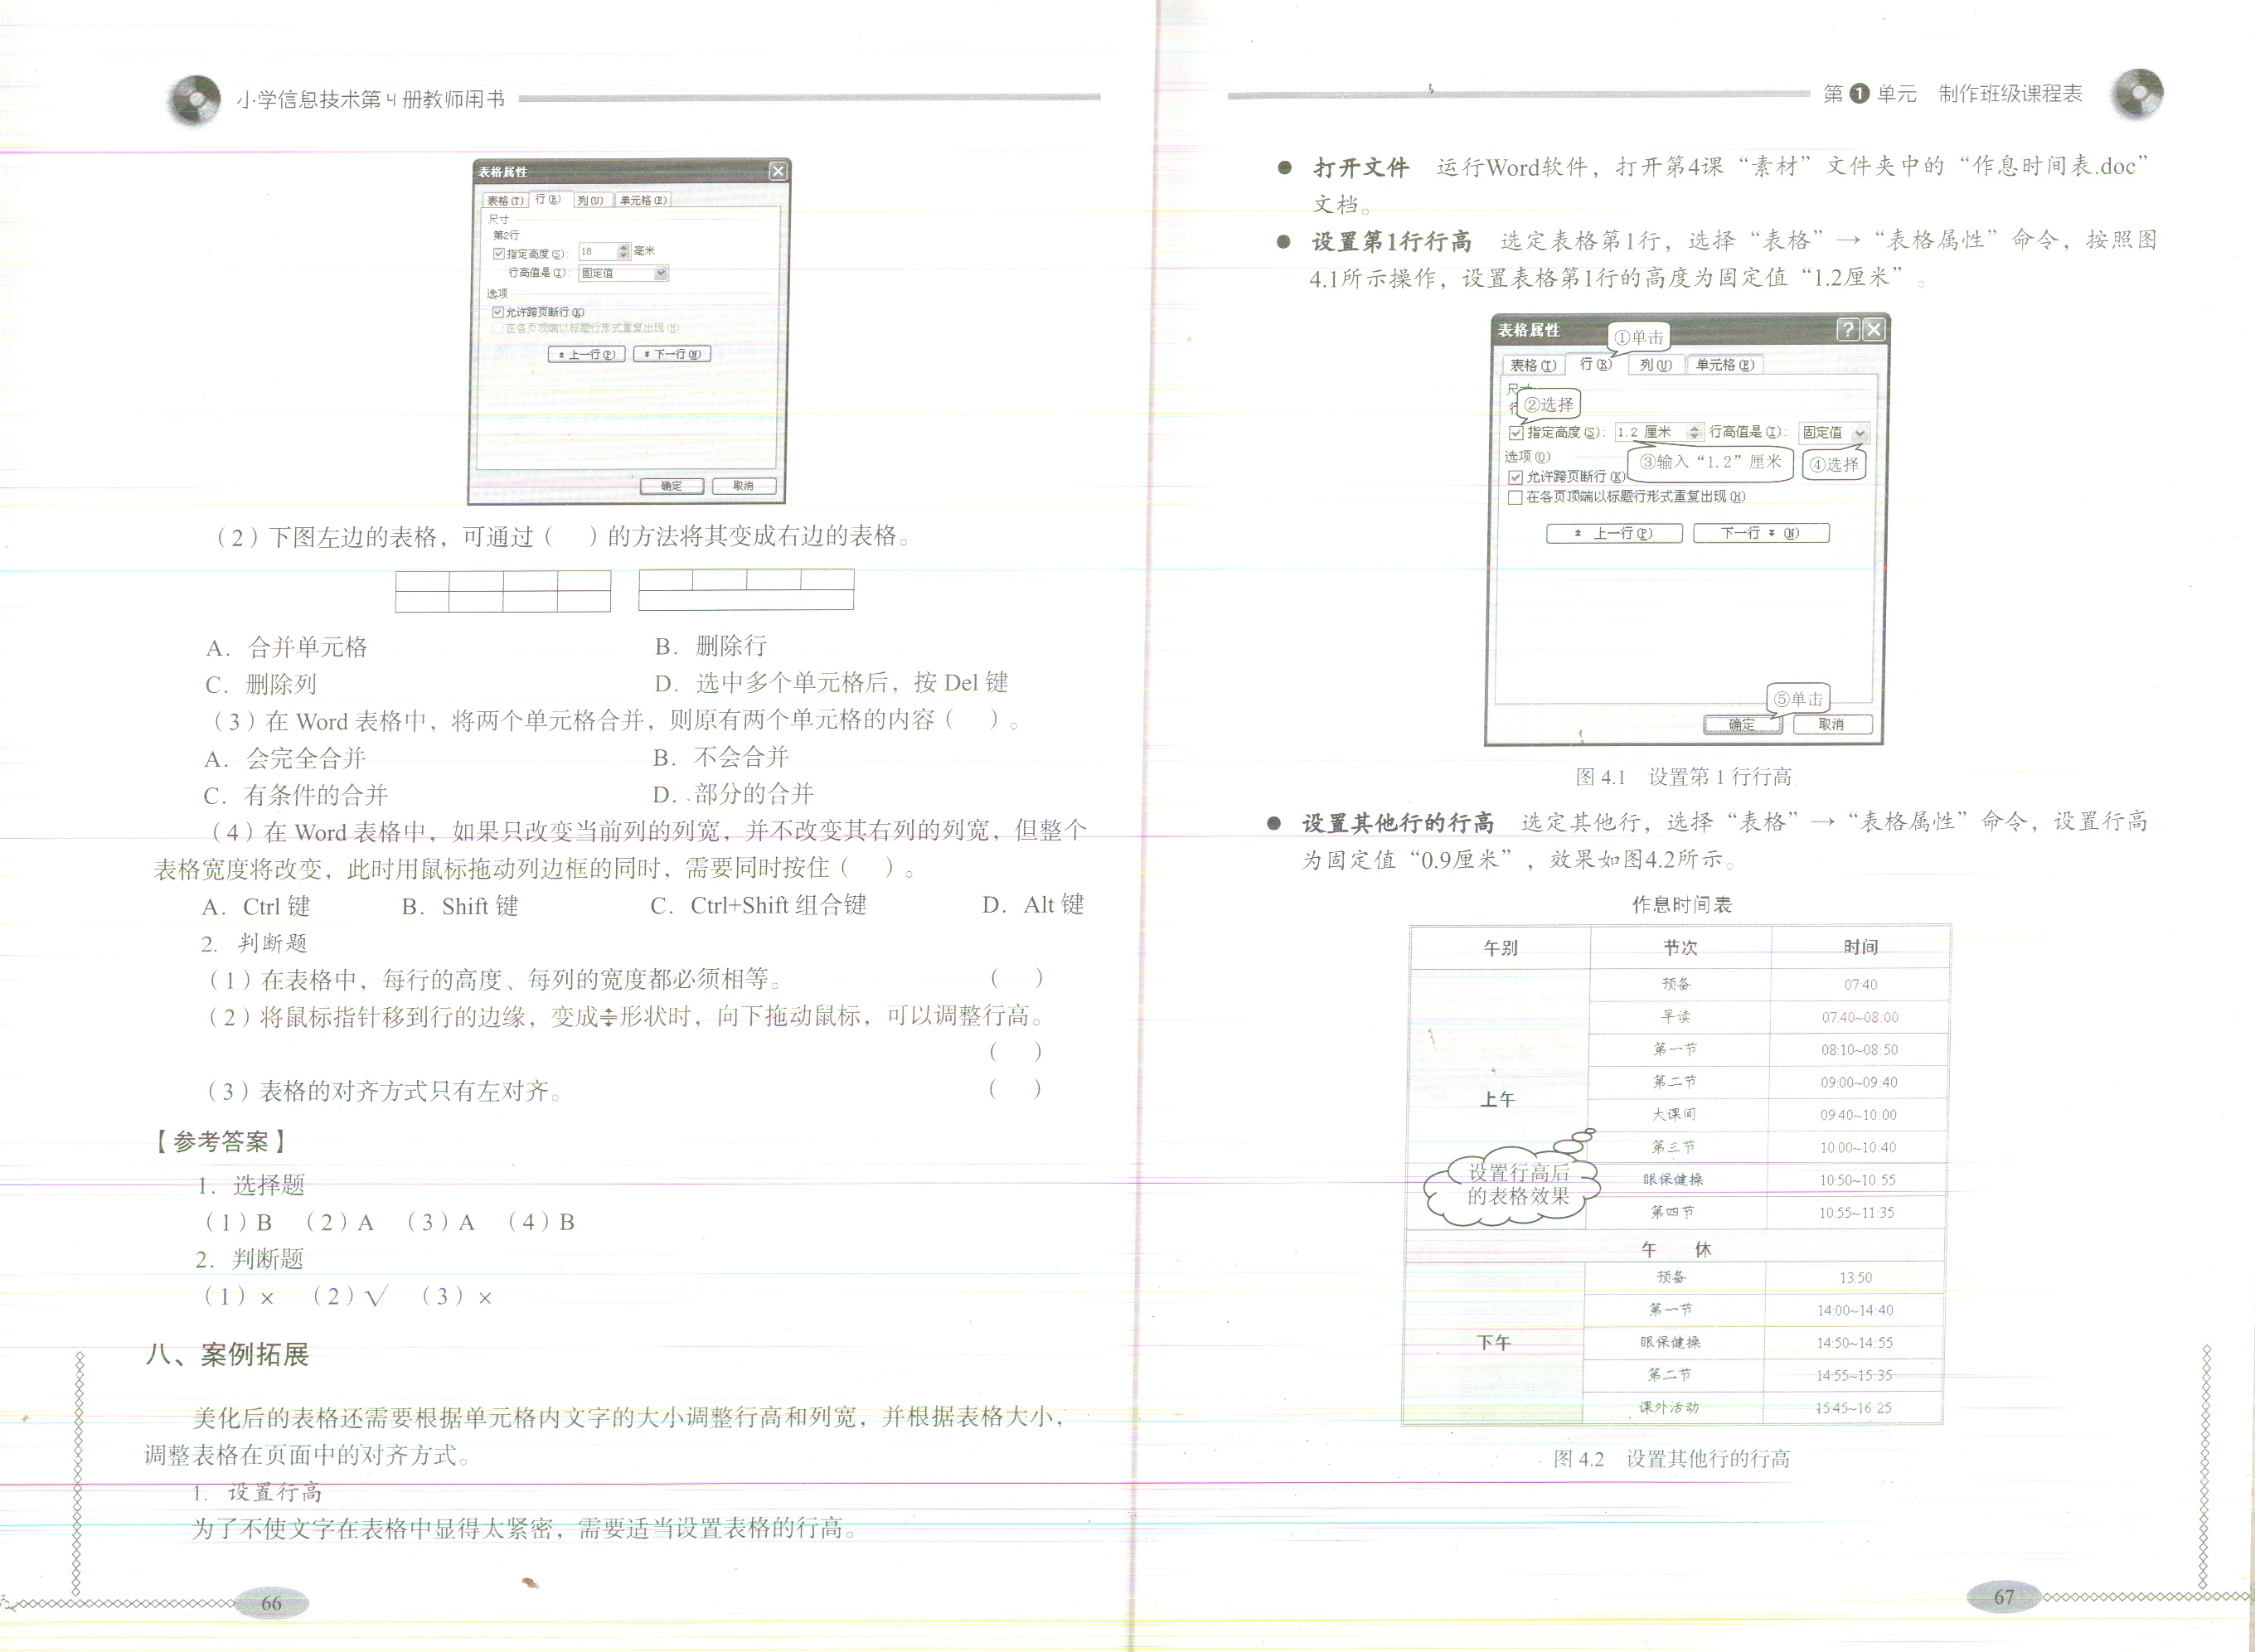 小学信息技术第4册教师用书
表格属性
表格(T) 行(R) 列(U) 单元格(E)
尺寸
第2行
指定高度(S): 18 毫米
行高值是(I): 固定值
选项
允许跨页断行(K)
在各页顶端以标题行形式重复出现(H)
上一行(P) 下一行(N)
确定 取消
(2)下图左边的表格，可通过( )的方法将其变成右边的表格。
A. 合并单元格 B. 删除行
C. 删除列 D. 选中多个单元格后，按 Del 键
(3)在 Word 表格中，将两个单元格合并，则原有两个单元格的内容( )。
A. 会完全合并 B. 不会合并
C. 有条件的合并 D. 部分的合并
(4)在 Word 表格中，如果只改变当前列的列宽，并不改变其右列的列宽，但整个
表格宽度将改变，此时用鼠标拖动列边框的同时，需要同时按住( )。
A. Ctrl 键 B. Shift 键 C. Ctrl+Shift 组合键 D. Alt 键
2. 判断题
(1)在表格中，每行的高度、每列的宽度都必须相等。 ( )
(2)将鼠标指针移到行的边缘，变成形状时，向下拖动鼠标，可以调整行高。
( )
(3)表格的对齐方式只有左对齐。 ( )
【参考答案】
1. 选择题
(1)B (2)A (3)A (4)B
2. 判断题
(1)× (2)√ (3)×
八、案例拓展
美化后的表格还需要根据单元格内文字的大小调整行高和列宽，并根据表格大小，
调整表格在页面中的对齐方式。
1. 设置行高
为了不使文字在表格中显得太紧密，需要适当设置表格的行高。
66
第1单元 制作班级课程表
● 打开文件 运行Word软件，打开第4课“素材”文件夹中的“作息时间表.doc”
文档。
● 设置第1行行高 选定表格第1行，选择“表格”→“表格属性”命令，按照图
4.1所示操作，设置表格第1行的高度为固定值“1.2厘米”。
表格属性
①单击
表格(T) 行(R) 列(U) 单元格(E)
尺寸
②选择
指定高度(S): 1.2 厘米 行高值是(I): 固定值
选项(O)
③输入“1.2”厘米 ④选择
允许跨页断行(K)
在各页顶端以标题行形式重复出现(H)
上一行(P) 下一行(N)
⑤单击
确定 取消
图 4.1 设置第 1 行行高
● 设置其他行的行高 选定其他行，选择“表格”→“表格属性”命令，设置行高
为固定值“0.9厘米”，效果如图4.2所示。
作息时间表
午别 节次 时间
预备 07:40
早读 07:40~08:00
第一节 08:10~08:50
第二节 09:00~09:40
上午
大课间 09:40~10:00
第三节 10:00~10:40
设置行高后
的表格效果
眼保健操 10:50~10:55
第四节 10:55~11:35
午 休
预备 13:50
第一节 14:00~14:40
下午
眼保健操 14:50~14:55
第二节 14:55~15:35
课外活动 15:45~16:25
图 4.2 设置其他行的行高
67